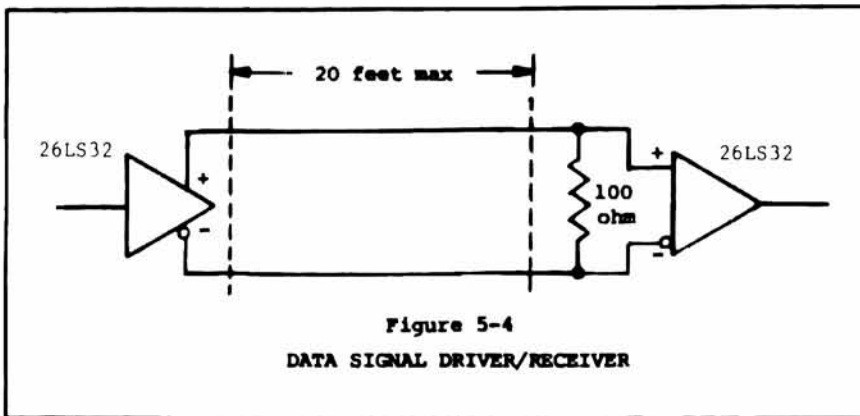 20 feet max
26LS32
+
-
100
ohm
+
-
26LS32
Figure 5-4
DATA SIGNAL DRIVER/RECEIVER